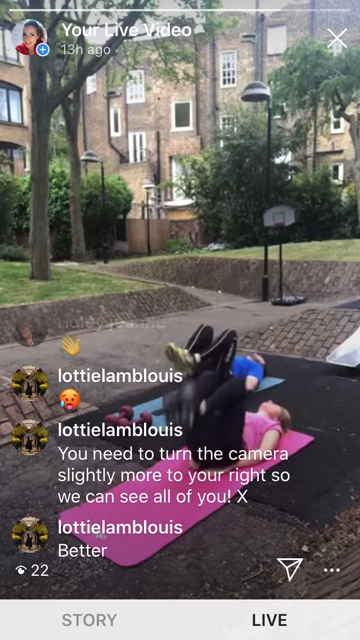 Your Live Video
13h ago
lottielamblouis
lottielamblouis
You need to turn the camera
slightly more to your right so
we can see all of you! X
lottielamblouis
Better
22
STORY
LIVE